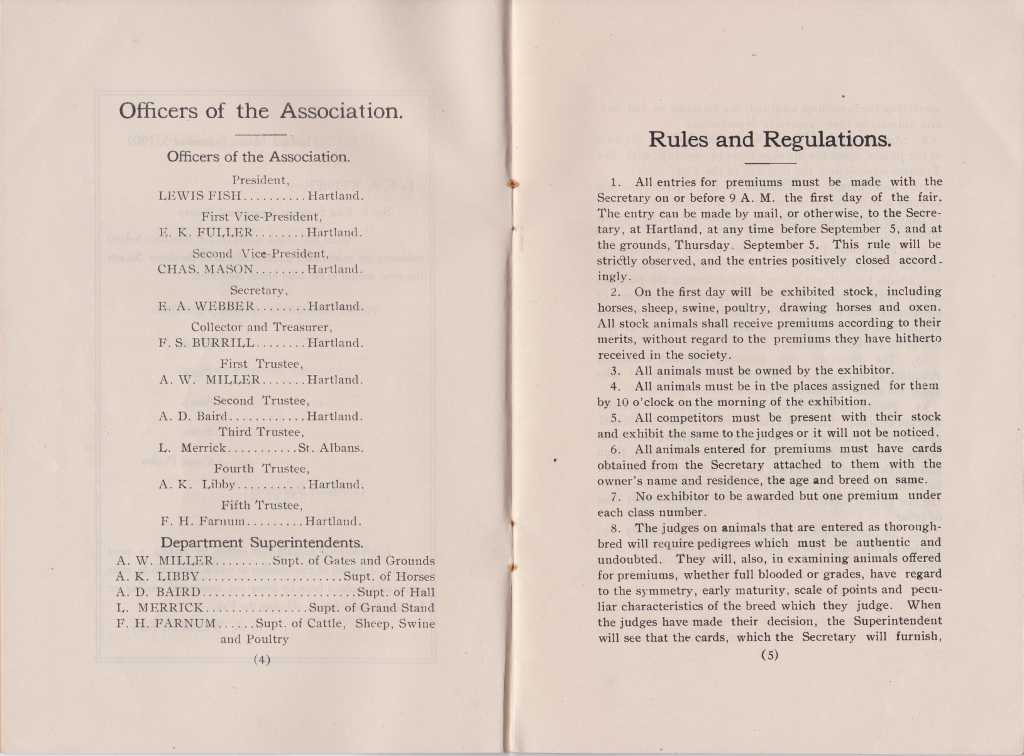 Officers of the Association.
Officers of the Association.
President,
LEWIS FISH..........Hartland.
First Vice-President,
E. K. FULLER........Hartland.
Second Vice-President,
CHAS. MASON........Hartland.
Secretary,
E. A. WEBBER........Hartland.
Collector and Treasurer,
F. S. BURRILL........Hartland.
First Trustee,
A. W. MILLER.......Hartland.
Second Trustee,
A. D. Baird............Hartland.
Third Trustee,
L. Merrick...........St. Albans.
Fourth Trustee,
A. K. Libby...........Hartland.
Fifth Trustee,
F. H. Farnum.........Hartland.
Department Superintendents.
A. W. MILLER.........Supt. of Gates and Grounds
A. K. LIBBY......................Supt. of Horses
A. D. BAIRD........................Supt. of Hall
L. MERRICK................Supt. of Grand Stand
F. H. FARNUM......Supt. of Cattle, Sheep, Swine
and Poultry
(4)
Rules and Regulations.
1. All entries for premiums must be made with the
Secretary on or before 9 A. M. the first day of the fair.
The entry can be made by mail, or otherwise, to the Secre-
tary, at Hartland, at any time before September 5, and at
the grounds, Thursday. September 5. This rule will be
strictly observed, and the entries positively closed accord-
ingly.
2. On the first day will be exhibited stock, including
horses, sheep, swine, poultry, drawing horses and oxen.
All stock animals shall receive premiums according to their
merits, without regard to the premiums they have hitherto
received in the society.
3. All animals must be owned by the exhibitor.
4. All animals must be in the places assigned for them
by 10 o'clock on the morning of the exhibition.
5. All competitors must be present with their stock
and exhibit the same to the judges or it will not be noticed.
6. All animals entered for premiums must have cards
obtained from the Secretary attached to them with the
owner's name and residence, the age and breed on same.
7. No exhibitor to be awarded but one premium under
each class number.
8. The judges on animals that are entered as thorough-
bred will require pedigrees which must be authentic and
undoubted. They will, also, in examining animals offered
for premiums, whether full blooded or grades, have regard
to the symmetry, early maturity, scale of points and pecu-
liar characteristics of the breed which they judge. When
the judges have made their decision, the Superintendent
will see that the cards, which the Secretary will furnish,
(5)